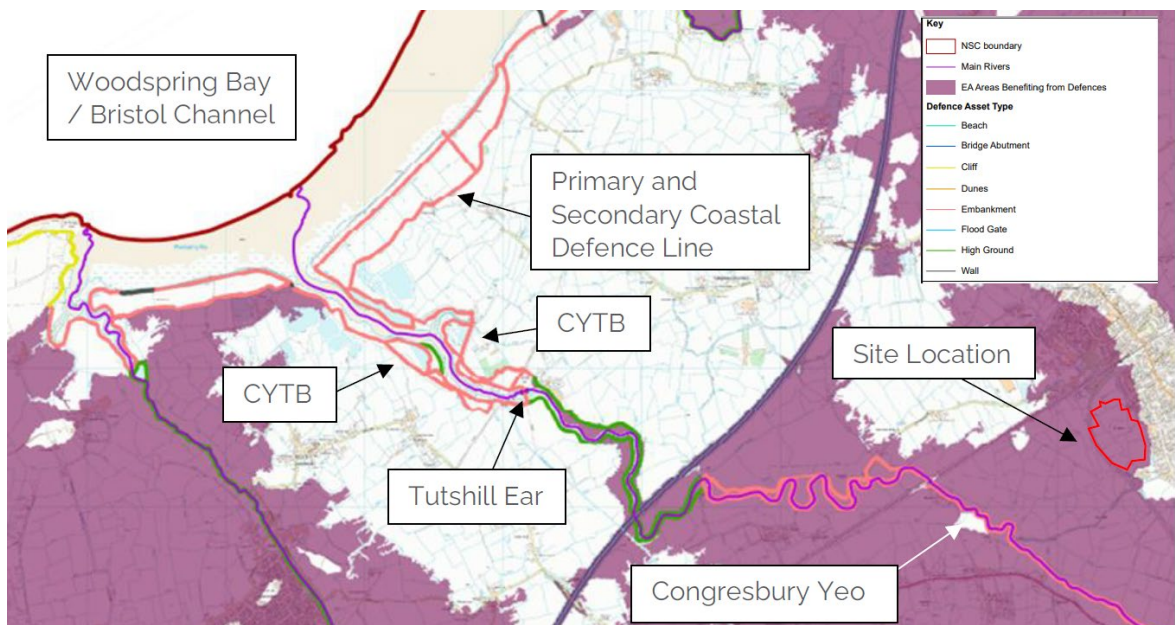 Woodspring Bay
/ Bristol Channel
Primary and
Secondary Coastal
Defence Line
CYTB
CYTB
Tutshill Ear
Site Location
Congresbury Yeo
Key
NSC boundary
Main Rivers
EA Areas Benefiting from Defences
Defence Asset Type
Beach
Bridge Abutment
Cliff
Dunes
Embankment
Flood Gate
High Ground
Wall